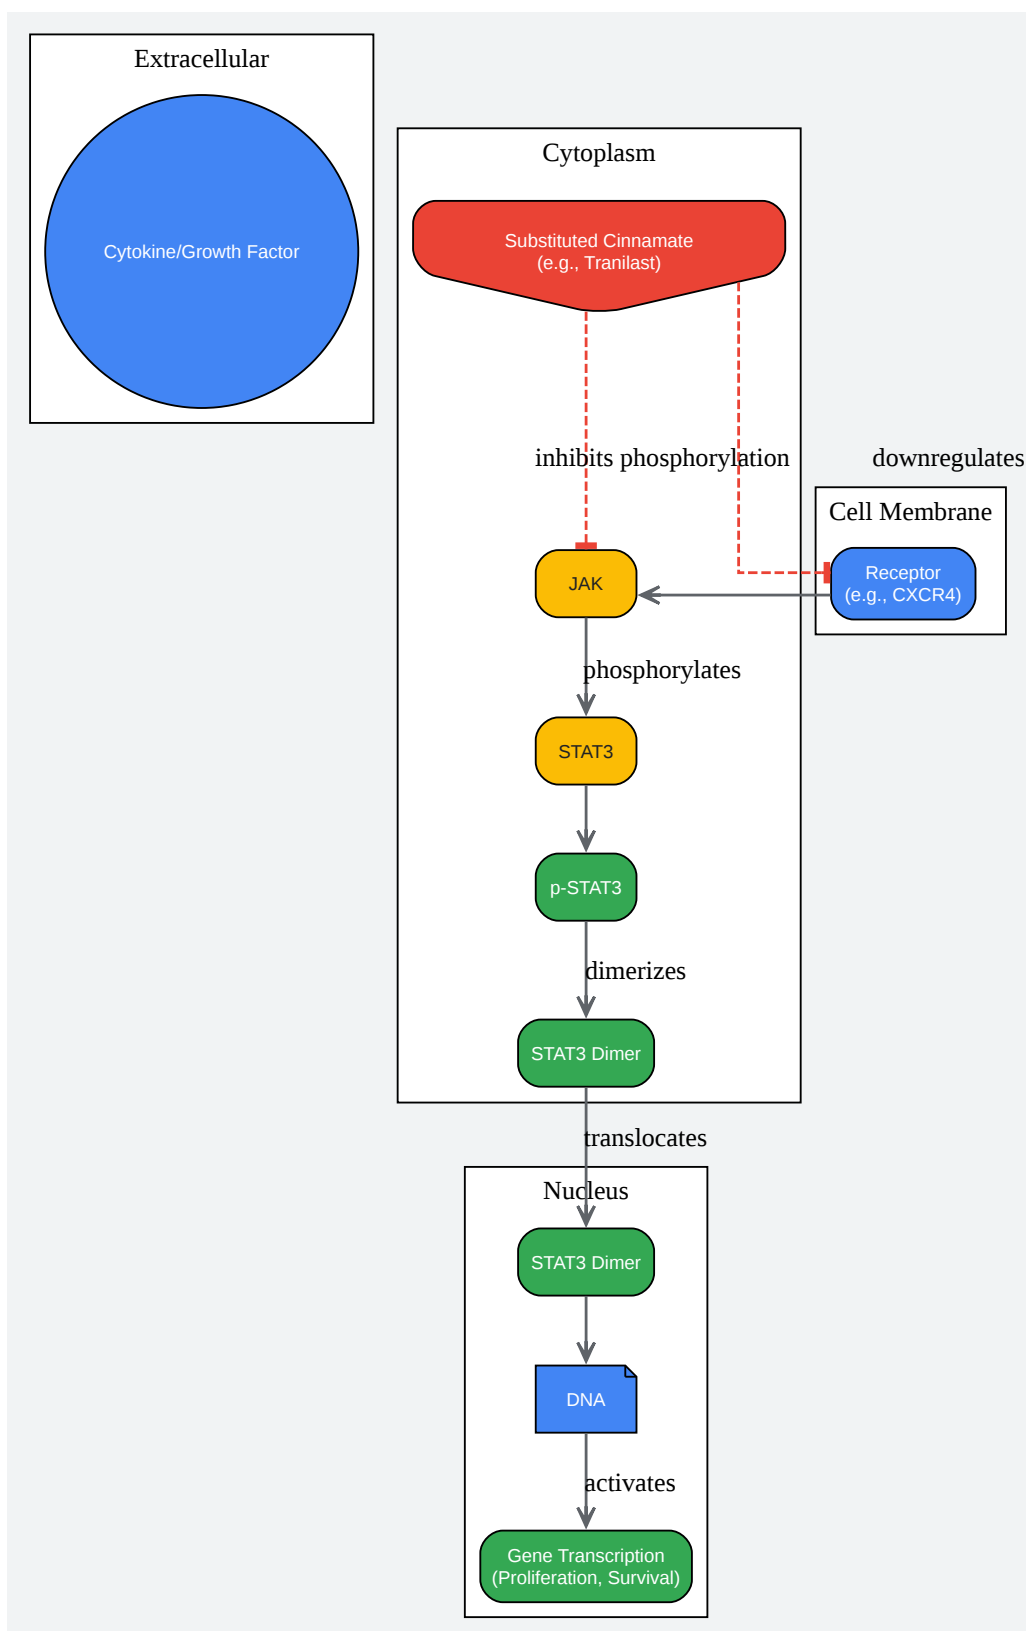 Extracellular
Cytokine/Growth Factor
Cytoplasm
Substituted Cinnamate
(e.g., Tranilast)
inhibits phosphorylation
downregulates
Cell Membrane
Receptor
(e.g., CXCR4)
JAK
phosphorylates
STAT3
p-STAT3
dimerizes
STAT3 Dimer
translocates
Nucleus
STAT3 Dimer
DNA
activates
Gene Transcription
(Proliferation, Survival)